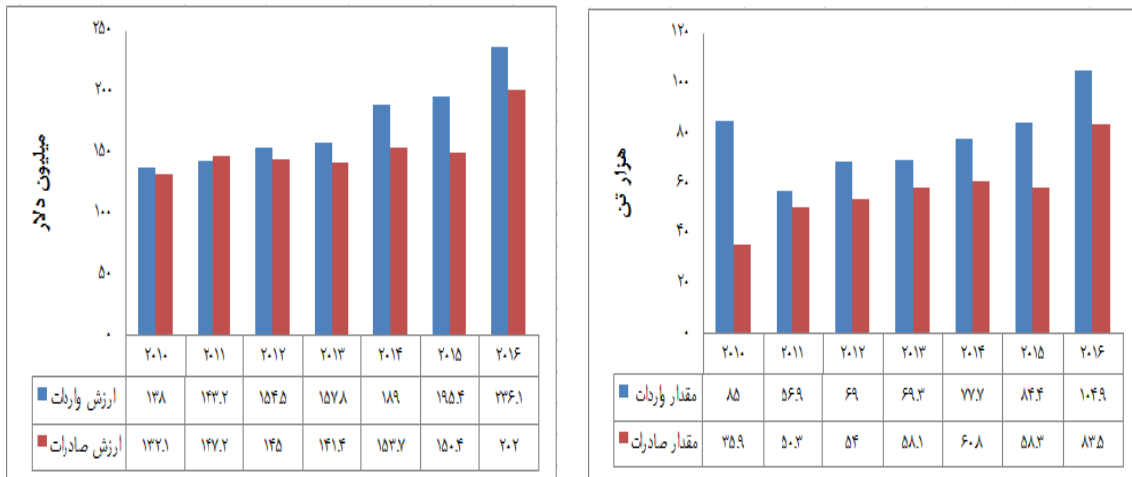 میلیون دلار
۲۵۰
۲۰۰
۱۵۰
۱۰۰
۵۰
۰
۲۰۱۰ ۲۰۱۱ ۲۰۱۲ ۲۰۱۳ ۲۰۱۴ ۲۰۱۵ ۲۰۱۶
ارزش واردات ۱۳۸ ۱۴۳.۲ ۱۵۴.۵ ۱۵۷.۸ ۱۸۹ ۱۹۵.۴ ۲۳۶.۱
ارزش صادرات ۱۳۲.۱ ۱۴۷.۲ ۱۴۵ ۱۴۱.۴ ۱۵۳.۷ ۱۵۰.۴ ۲۰۲
هزار تن
۱۲۰
۱۰۰
۸۰
۶۰
۴۰
۲۰
۰
۲۰۱۰ ۲۰۱۱ ۲۰۱۲ ۲۰۱۳ ۲۰۱۴ ۲۰۱۵ ۲۰۱۶
مقدار واردات ۸۵ ۵۶.۹ ۶۹ ۶۹.۳ ۷۷.۷ ۸۴.۴ ۱۰۴.۹
مقدار صادرات ۳۵.۹ ۵۰.۳ ۵۴ ۵۸.۱ ۶۰.۸ ۵۸.۳ ۸۳.۵